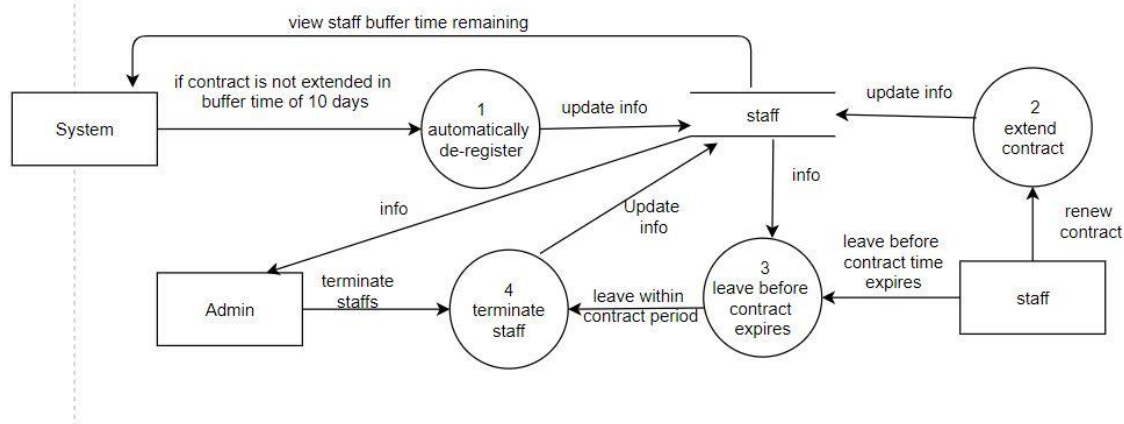 view staff buffer time remaining
if contract is not extended in
buffer time of 10 days
System
1
automatically
de-register
update info
staff
update info
2
extend
contract
info
info
Update
info
renew
contract
leave before
contract time
expires
Admin
terminate
staffs
4
terminate
staff
leave within
contract period
3
leave before
contract
expires
staff